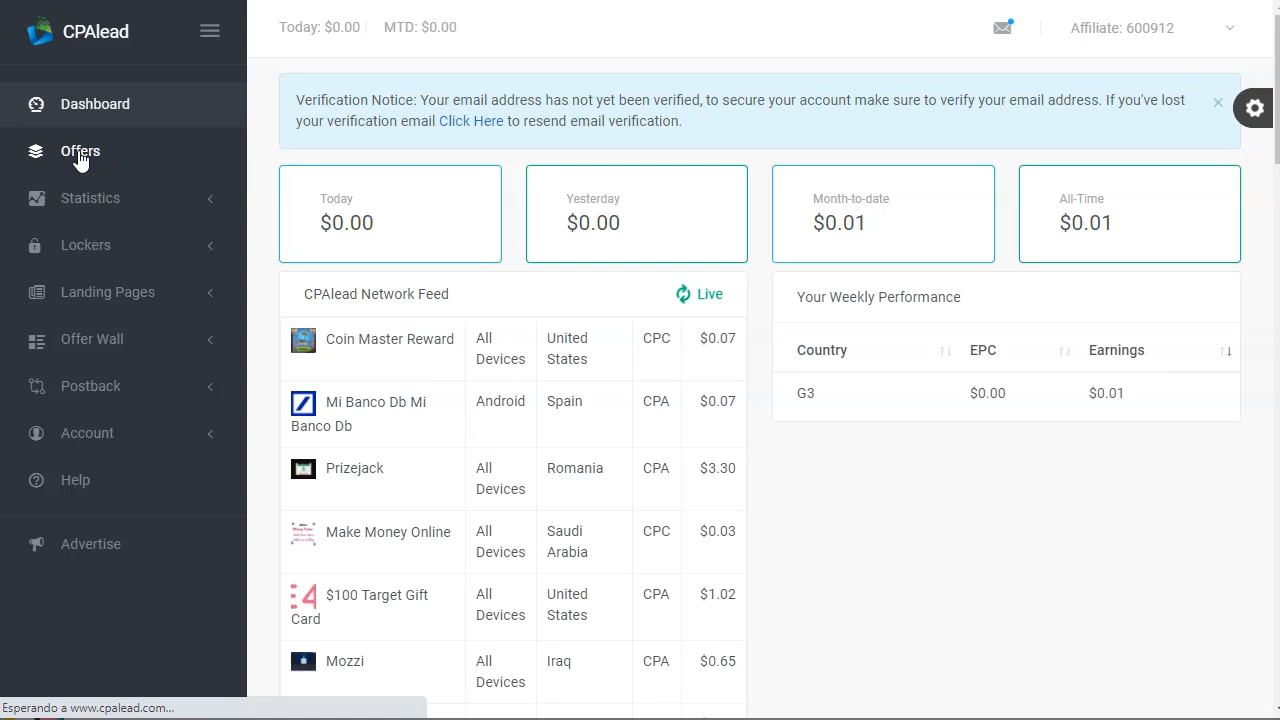 CPAlead
Today: $0.00
MTD: $0.00
Affiliate: 600912
Dashboard
Offers
Statistics
Lockers
Landing Pages
Offer Wall
Postback
Account
Help
Advertise
Verification Notice: Your email address has not yet been verified, to secure your account make sure to verify your email address. If you've lost
your verification email Click Here to resend email verification.
×
Today
$0.00
Yesterday
$0.00
Month-to-date
$0.01
All-Time
$0.01
CPAlead Network Feed
Live
Coin Master Reward
All
Devices
United
States
CPC
$0.07
Mi Banco Db Mi
Banco Db
Android
Spain
CPA
$0.07
Prizejack
All
Devices
Romania
CPA
$3.30
Make Money Online
All
Devices
Saudi
Arabia
CPC
$0.03
$100 Target Gift
Card
All
Devices
United
States
CPA
$1.02
Mozzi
All
Devices
Iraq
CPA
$0.65
Your Weekly Performance
Country
EPC
Earnings
G3
$0.00
$0.01
Esperando a www.cpalead.com...